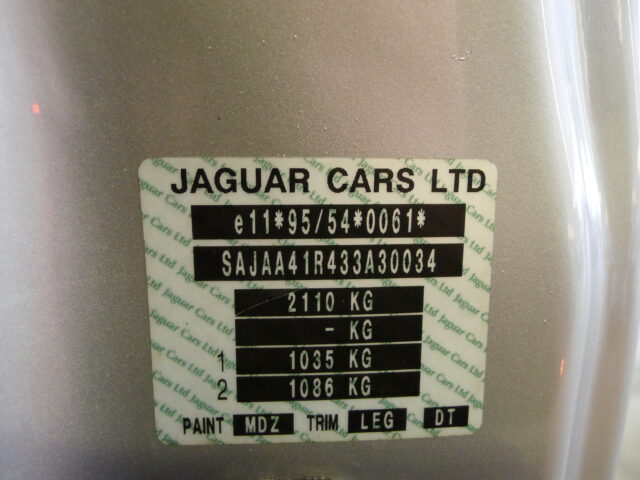 JAGUAR CARS LTD
e11*95/54*0061*
SAJAA41R433A30034
2110 KG
- KG
1 1035 KG
2 1086 KG
PAINT MDZ TRIM LEG DT